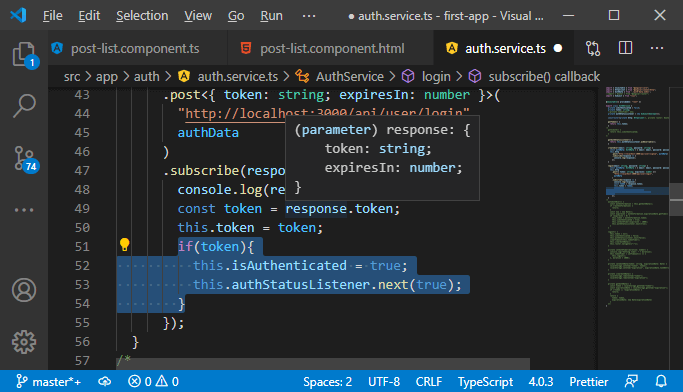 File Edit Selection View Go Run ··· ● auth.service.ts - first-app - Visual ...
post-list.component.ts post-list.component.html auth.service.ts ● ···
src > app > auth > auth.service.ts > AuthService > login > subscribe() callback
1
74
43 .post<{ token: string; expiresIn: number }>(
44 "http://localhost:3000/api/user/login"
45 authData
46 )
47 .subscribe(respo
48 console.log(re
49 const token = response.token;
50 this.token = token;
51 if(token){
52 this.isAuthenticated = true;
53 this.authStatusListener.next(true);
54 }
55 });
56 }
57 /*
(parameter) response: {
token: string;
expiresIn: number;
}
master*+ 0 0 Spaces: 2 UTF-8 CRLF TypeScript 4.0.3 Prettier